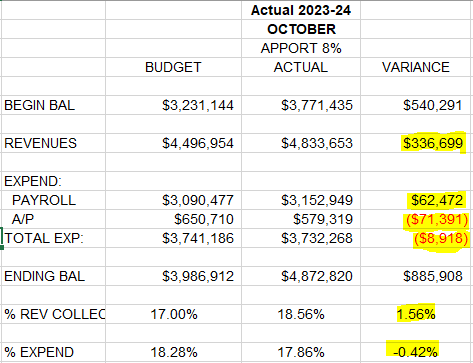 Actual 2023-24
OCTOBER
APPORT 8%
BUDGET ACTUAL VARIANCE
BEGIN BAL $3,231,144 $3,771,435 $540,291
REVENUES $4,496,954 $4,833,653 $336,699
EXPEND:
PAYROLL $3,090,477 $3,152,949 $62,472
A/P $650,710 $579,319 ($71,391)
TOTAL EXP: $3,741,186 $3,732,268 ($8,918)
ENDING BAL $3,986,912 $4,872,820 $885,908
% REV COLLEC 17.00% 18.56% 1.56%
% EXPEND 18.28% 17.86% -0.42%